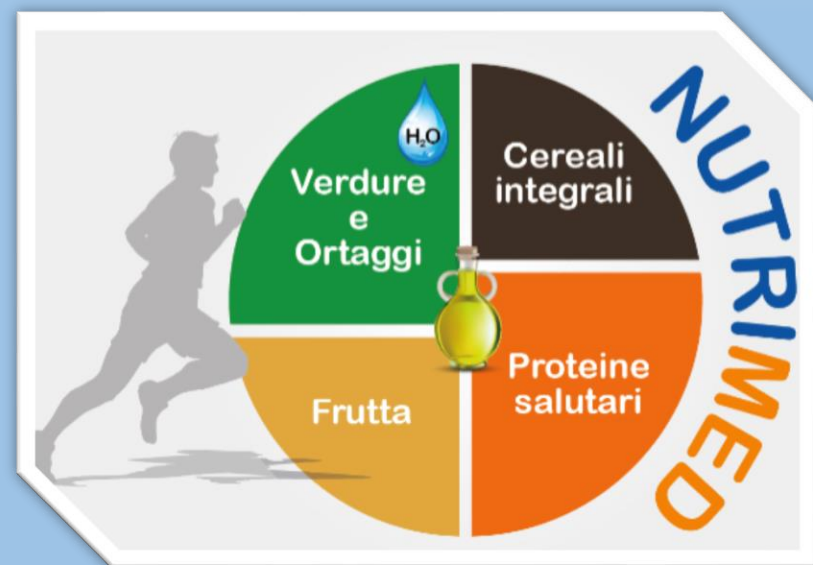 H₂O
Verdure
e
Ortaggi
Cereali
integrali
Frutta
Proteine
salutari
NUTRIMED